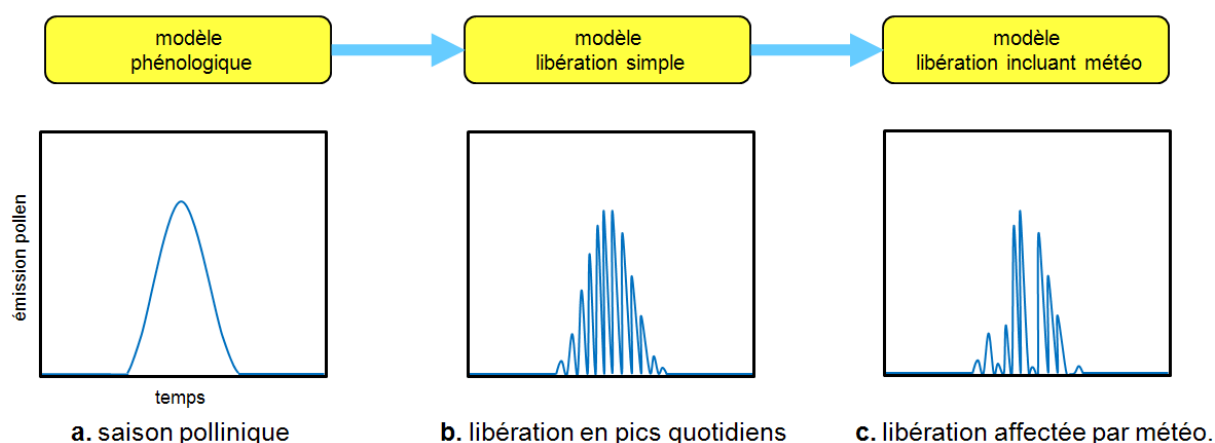 modèle
phénologique
modèle
libération simple
modèle
libération incluant météo
émission pollen
temps
a. saison pollinique
b. libération en pics quotidiens
c. libération affectée par météo.